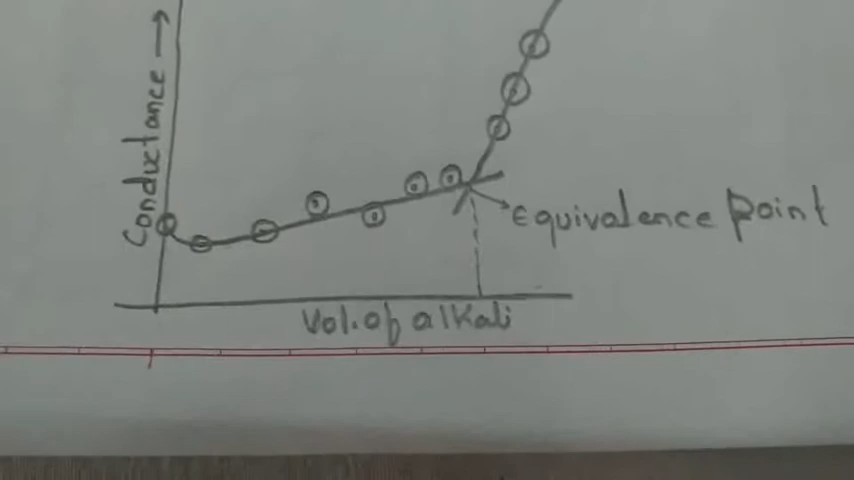 Conductance →
Equivalence Point
Vol. of alkali